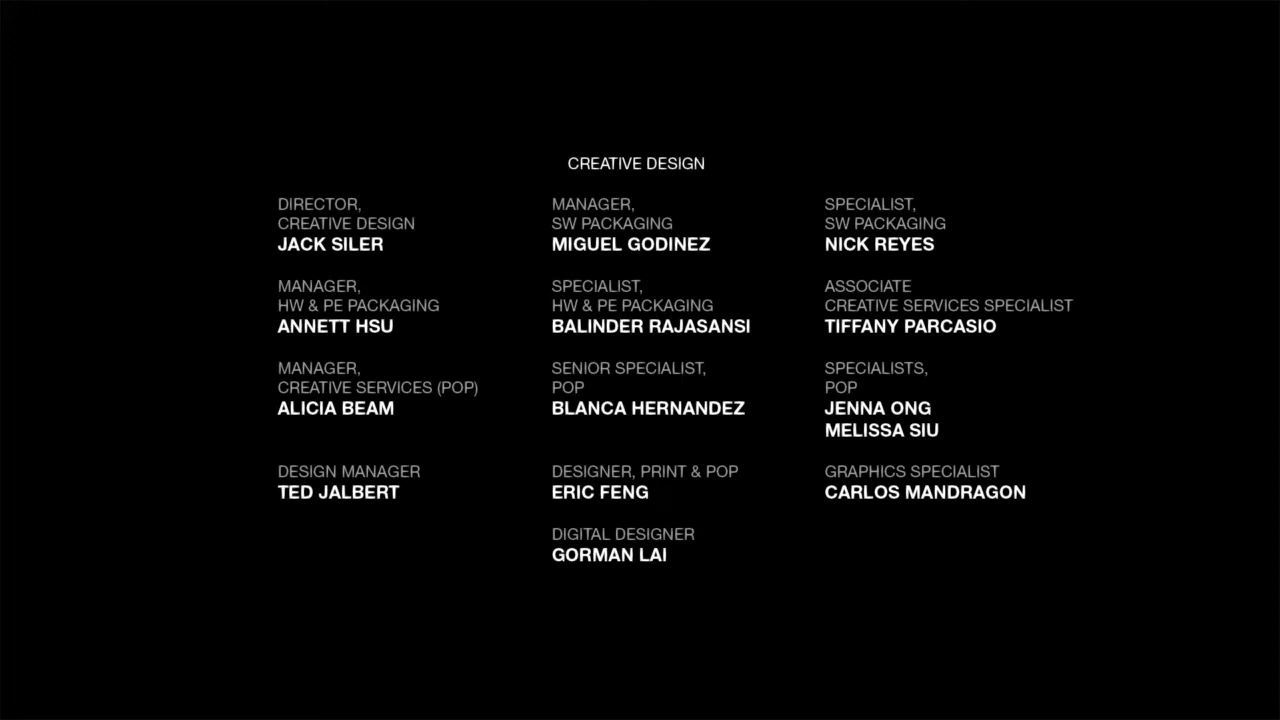 CREATIVE DESIGN
DIRECTOR,
CREATIVE DESIGN
JACK SILER
MANAGER,
SW PACKAGING
MIGUEL GODINEZ
SPECIALIST,
SW PACKAGING
NICK REYES
MANAGER,
HW & PE PACKAGING
ANNETT HSU
SPECIALIST,
HW & PE PACKAGING
BALINDER RAJASANSI
ASSOCIATE
CREATIVE SERVICES SPECIALIST
TIFFANY PARCASIO
MANAGER,
CREATIVE SERVICES (POP)
ALICIA BEAM
SENIOR SPECIALIST,
POP
BLANCA HERNANDEZ
SPECIALISTS,
POP
JENNA ONG
MELISSA SIU
DESIGN MANAGER
TED JALBERT
DESIGNER, PRINT & POP
ERIC FENG
GRAPHICS SPECIALIST
CARLOS MANDRAGON
DIGITAL DESIGNER
GORMAN LAI